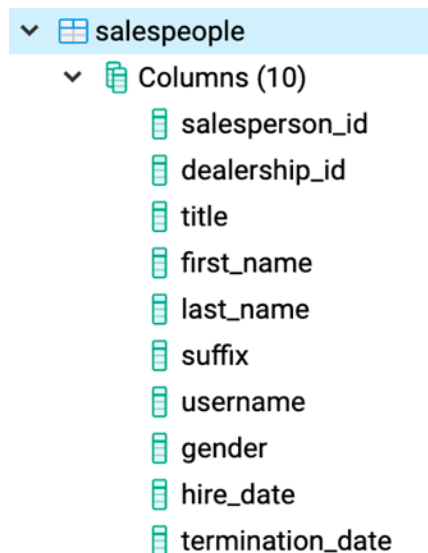 salespeople
Columns (10)
salesperson_id
dealership_id
title
first_name
last_name
suffix
username
gender
hire_date
termination_date